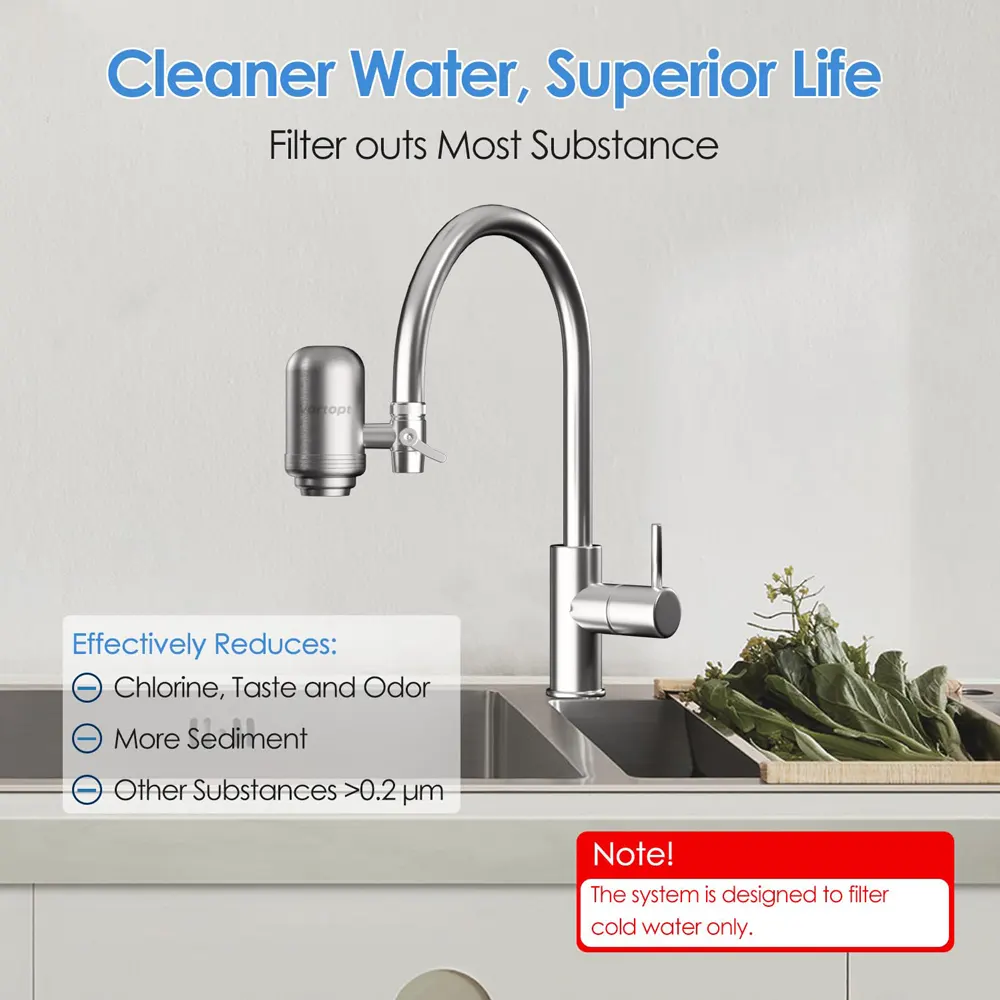 Cleaner Water, Superior Life
Filter outs Most Substance
vortopt
Effectively Reduces:
Chlorine, Taste and Odor
More Sediment
Other Substances >0.2 μm
Note!
The system is designed to filter
cold water only.